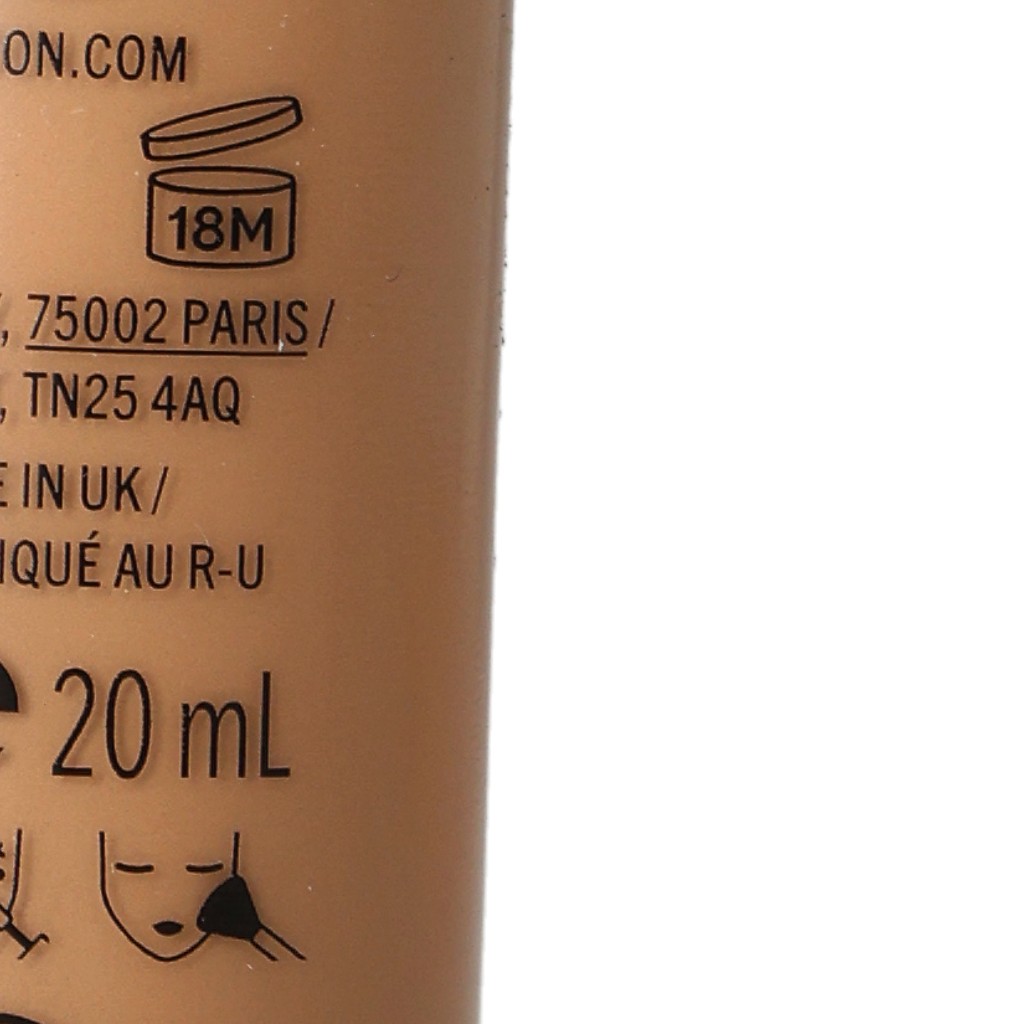 ON.COM
18M
, 75002 PARIS /
, TN25 4AQ
E IN UK /
IQUÉ AU R-U
e 20 mL